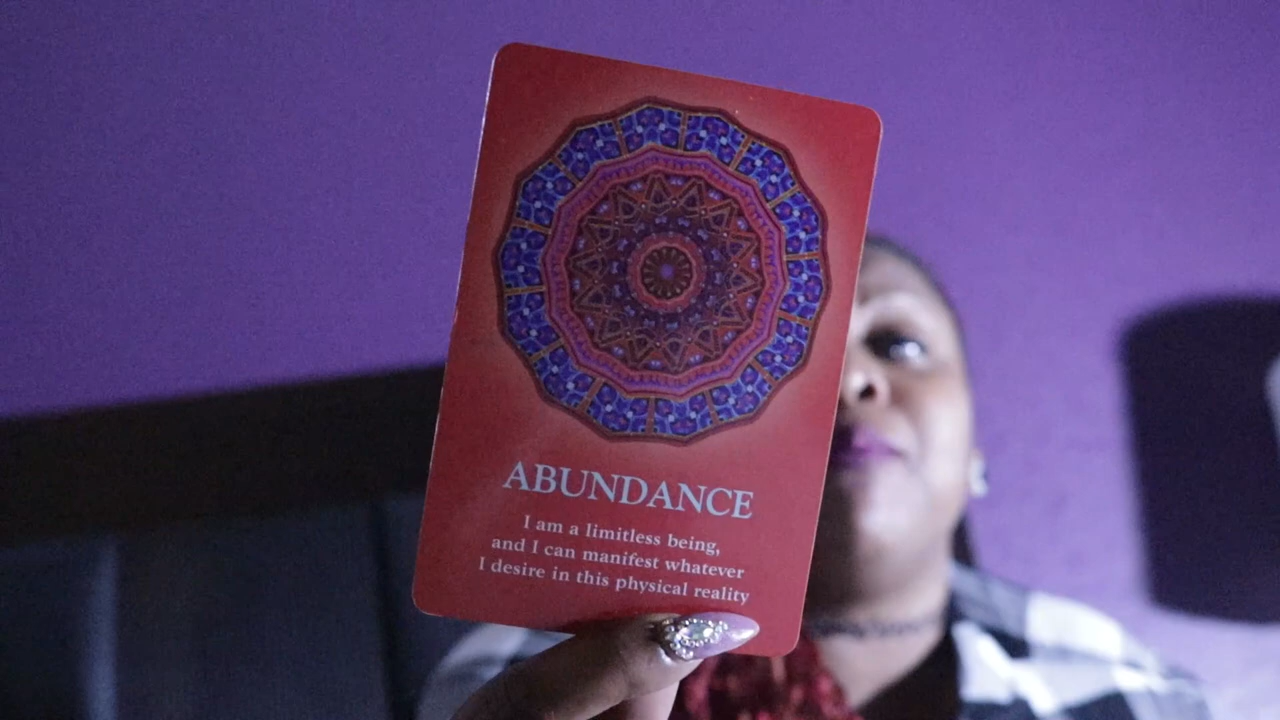 ABUNDANCE
I am a limitless being,
and I can manifest whatever
I desire in this physical reality